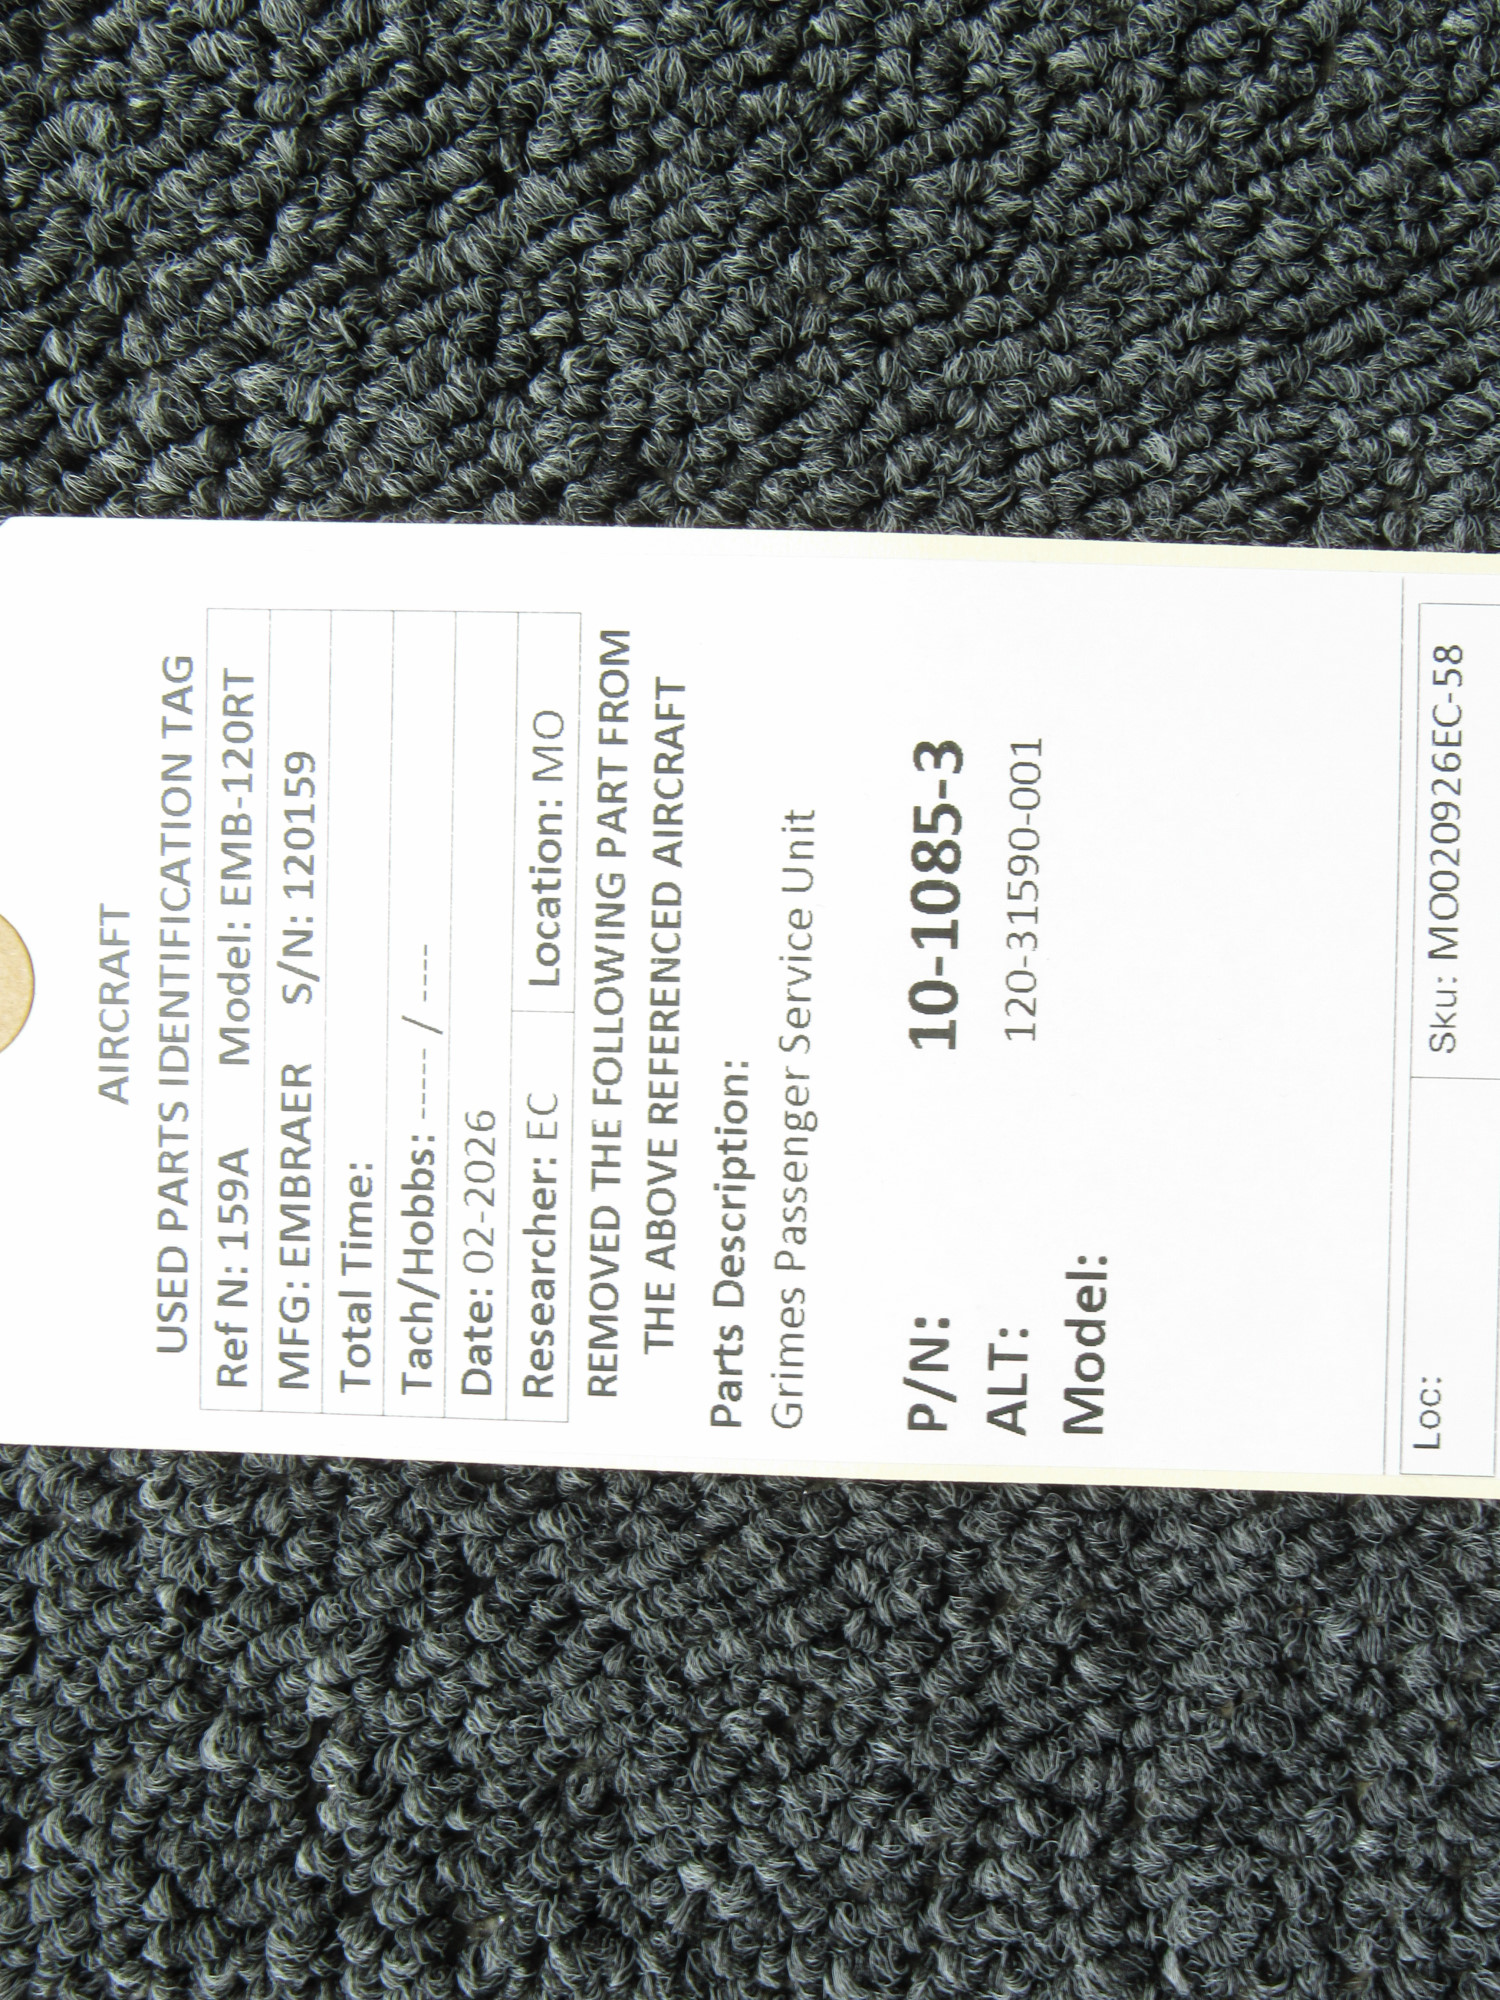 AIRCRAFT
USED PARTS IDENTIFICATION TAG
Ref N: 159A Model: EMB-120RT
MFG: EMBRAER S/N: 120159
Total Time:
Tach/Hobbs: ----- / ----
Date: 02-2026
Researcher: EC Location: MO
REMOVED THE FOLLOWING PART FROM
THE ABOVE REFERENCED AIRCRAFT
Parts Description:
Grimes Passenger Service Unit
P/N: 10-1085-3
ALT: 120-31590-001
Model:
Loc: Sku: MO020926EC-58